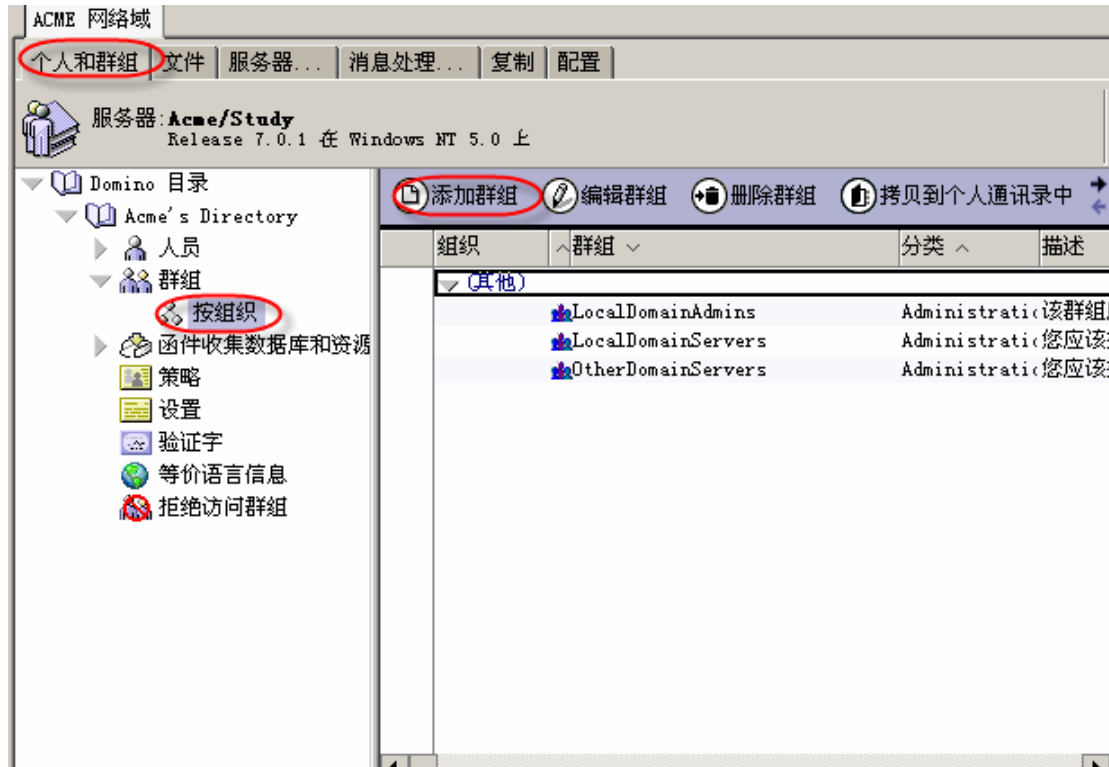 ACME 网络域
个人和群组 文件 服务器... 消息处理... 复制 配置
服务器:Acme/Study
Release 7.0.1 在 Windows NT 5.0 上
Domino 目录
Acme's Directory
人员
群组
按组织
函件收集数据库和资源
策略
设置
验证字
等价语言信息
拒绝访问群组
添加群组 编辑群组 删除群组 拷贝到个人通讯录中
组织 群组 分类 描述
(其他)
LocalDomainAdmins Administrati 该群组
LocalDomainServers Administrati 您应该
OtherDomainServers Administrati 您应该